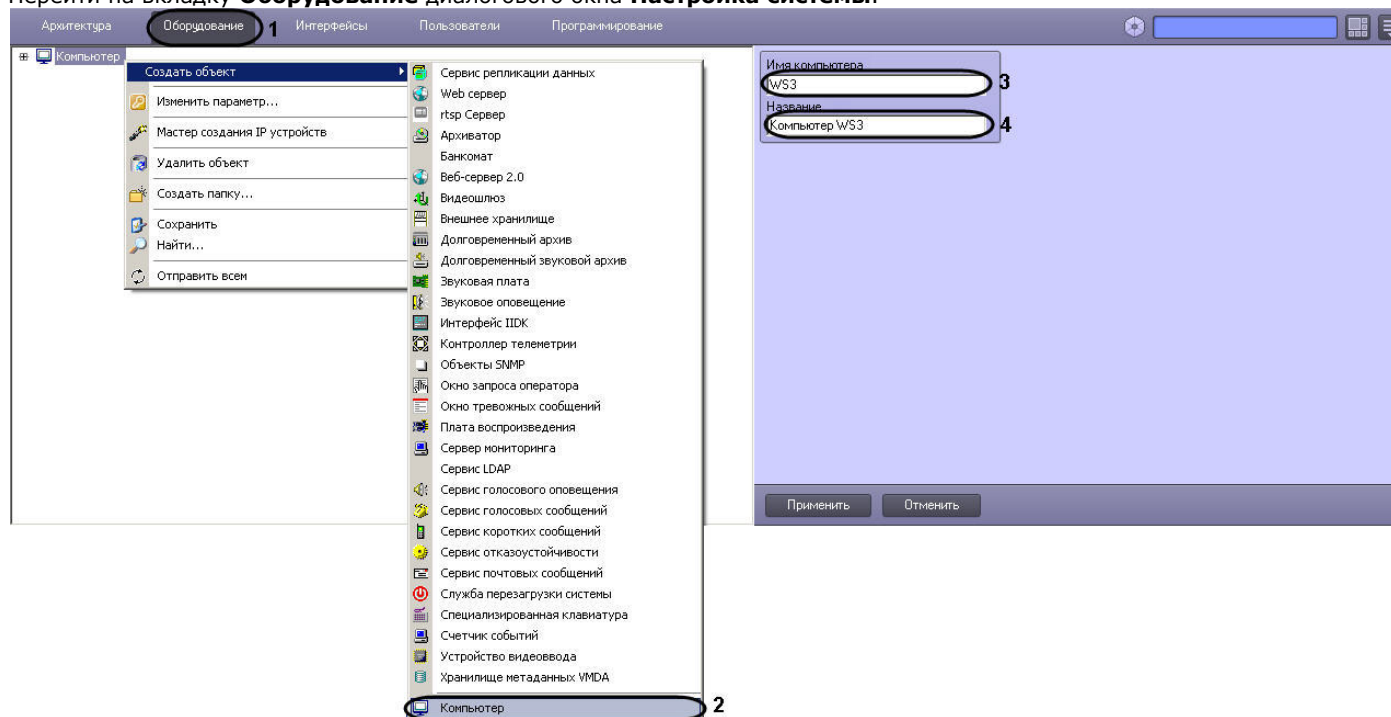 Перейти на вкладку Оборудование диалогового окна Настройка системы.
Архитектура Оборудование 1 Интерфейсы Пользователи Программирование
Компьютер
Создать объект
Изменить параметр...
Мастер создания IP устройств
Удалить объект
Создать папку...
Сохранить
Найти...
Отправить всем
Сервис репликации данных
Web сервер
rtsp Сервер
Архиватор
Банкомат
Веб-сервер 2.0
Видеошлюз
Внешнее хранилище
Долговременный архив
Долговременный звуковой архив
Звуковая плата
Звуковое оповещение
Интерфейс IIDK
Контроллер телеметрии
Объекты SNMP
Окно запроса оператора
Окно тревожных сообщений
Плата воспроизведения
Сервер мониторинга
Сервис LDAP
Сервис голосового оповещения
Сервис голосовых сообщений
Сервис коротких сообщений
Сервис отказоустойчивости
Сервис почтовых сообщений
Служба перезагрузки системы
Специализированная клавиатура
Счетчик событий
Устройство видеоввода
Хранилище метаданных VMDA
Компьютер 2
Имя компьютера
WS3 3
Название
Компьютер WS3 4
Применить Отменить